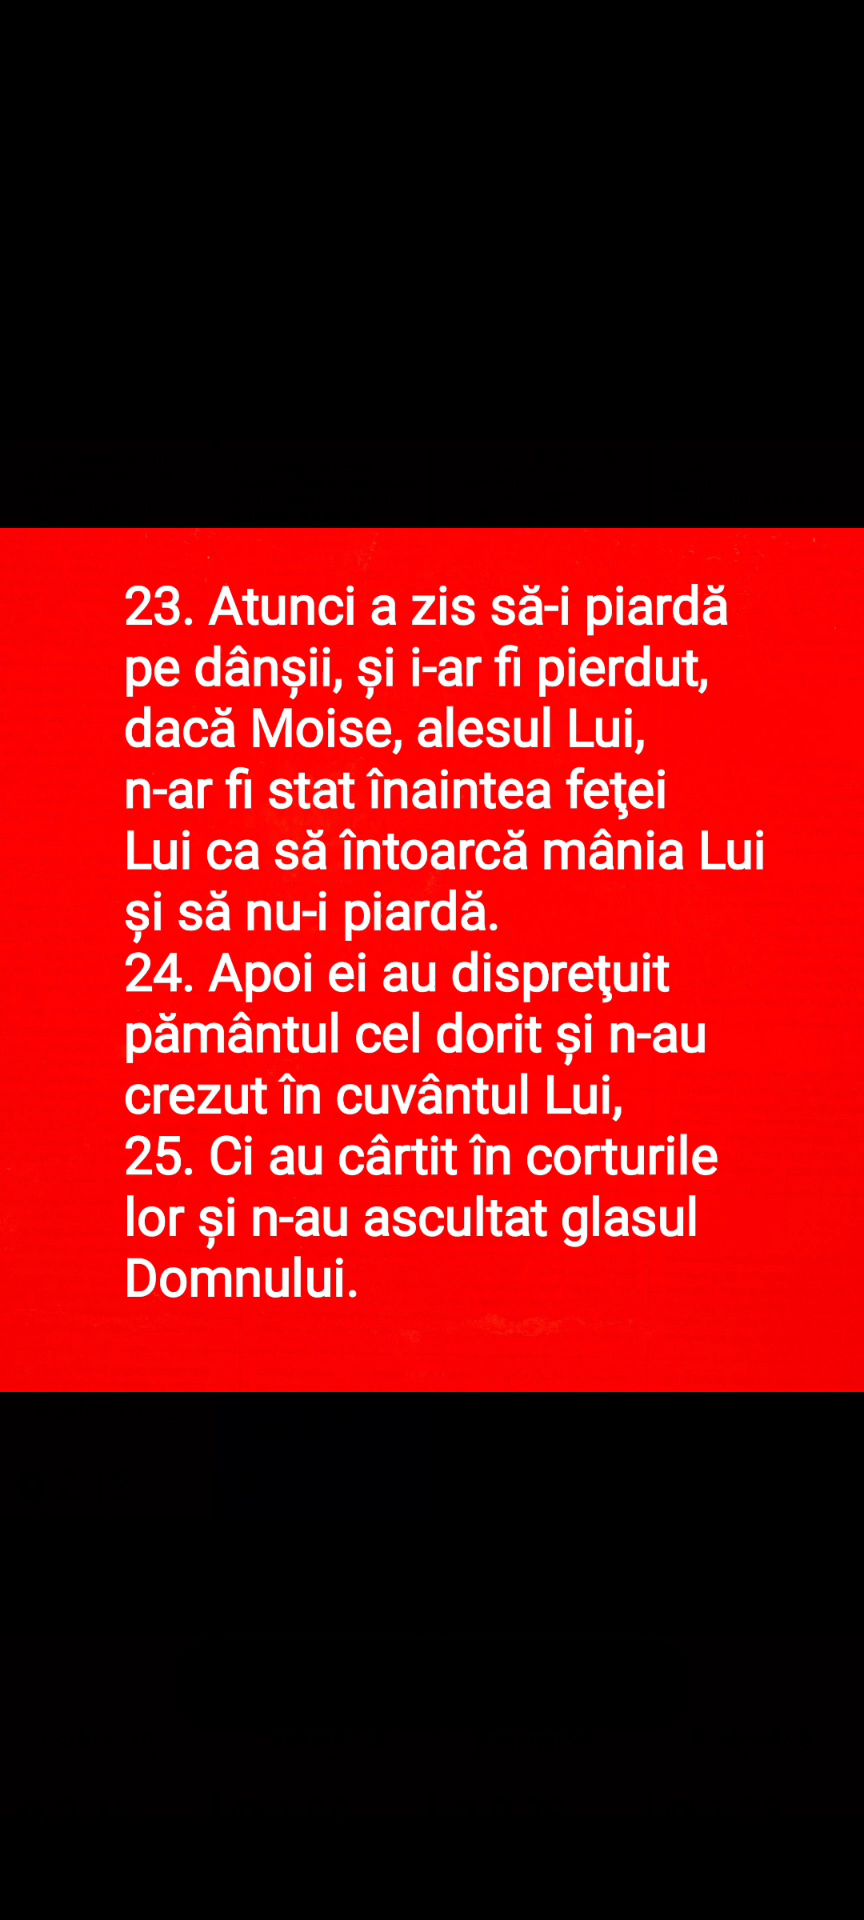 23. Atunci a zis să-i piardă
pe dânșii, și i-ar fi pierdut,
dacă Moise, alesul Lui,
n-ar fi stat înaintea feţei
Lui ca să întoarcă mânia Lui
și să nu-i piardă.
24. Apoi ei au dispreţuit
pământul cel dorit și n-au
crezut în cuvântul Lui,
25. Ci au cârtit în corturile
lor și n-au ascultat glasul
Domnului.